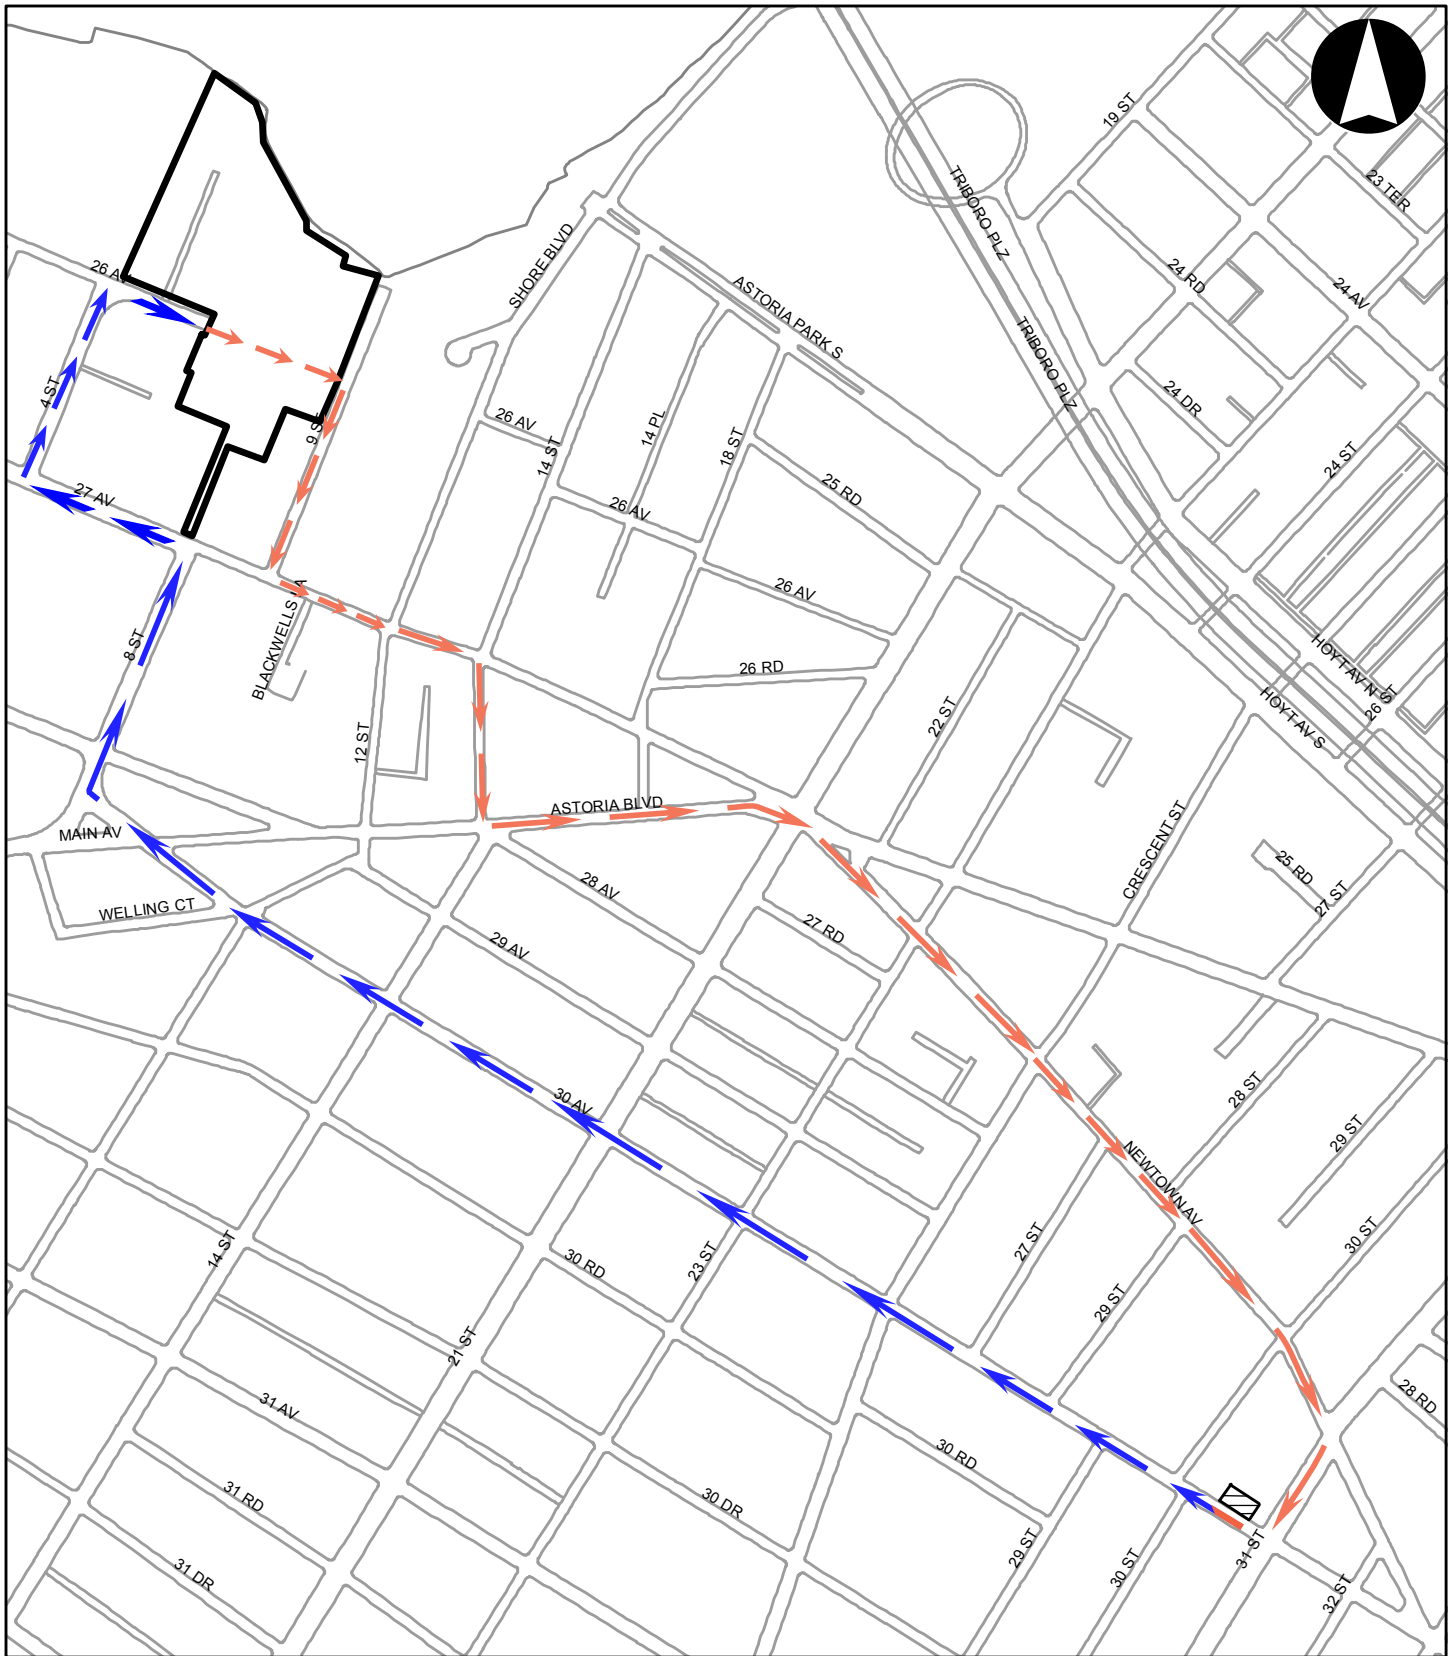 19 ST
23 TER
TRIBORO PLZ
24 RD
24 AV
SHORE BLVD
26 A
ASTORIA PARK S
TRIBORO PLZ
4 ST
24 DR
26 AV
14 PL
9 S
14 ST
18 ST
24 ST
25 RD
27 AV
26 AV
BLACKWELLS
A
26 AV
8 ST
26 RD
HOYT AV N
26 ST
HOYT AV S
22 ST
12 ST
ASTORIA BLVD
MAIN AV
CRESCENT ST
25 RD
27 ST
28 AV
WELLING CT
27 RD
29 AV
30 AV
28 ST
29 ST
NEWTOWN AV
14 ST
30 RD
23 ST
27 ST
30 ST
29 ST
21 ST
31 AV
28 RD
30 RD
31 RD
30 DR
29 ST
31 ST
31 DR
30 ST
32 ST